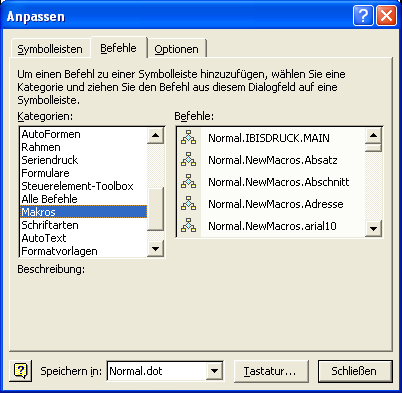 Anpassen
Symbolleisten Befehle Optionen
Um einen Befehl zu einer Symbolleiste hinzuzufügen, wählen Sie eine
Kategorie und ziehen Sie den Befehl aus diesem Dialogfeld auf eine
Symbolleiste.
Kategorien:
AutoFormen
Rahmen
Seriendruck
Formulare
Steuerelement-Toolbox
Alle Befehle
Makros
Schriftarten
AutoText
Formatvorlagen
Befehle:
Normal.IBISDRUCK.MAIN
Normal.NewMacros.Absatz
Normal.NewMacros.Abschnitt
Normal.NewMacros.Adresse
Normal.NewMacros.arial10
Beschreibung:
Speichern in: Normal.dot Tastatur... Schließen